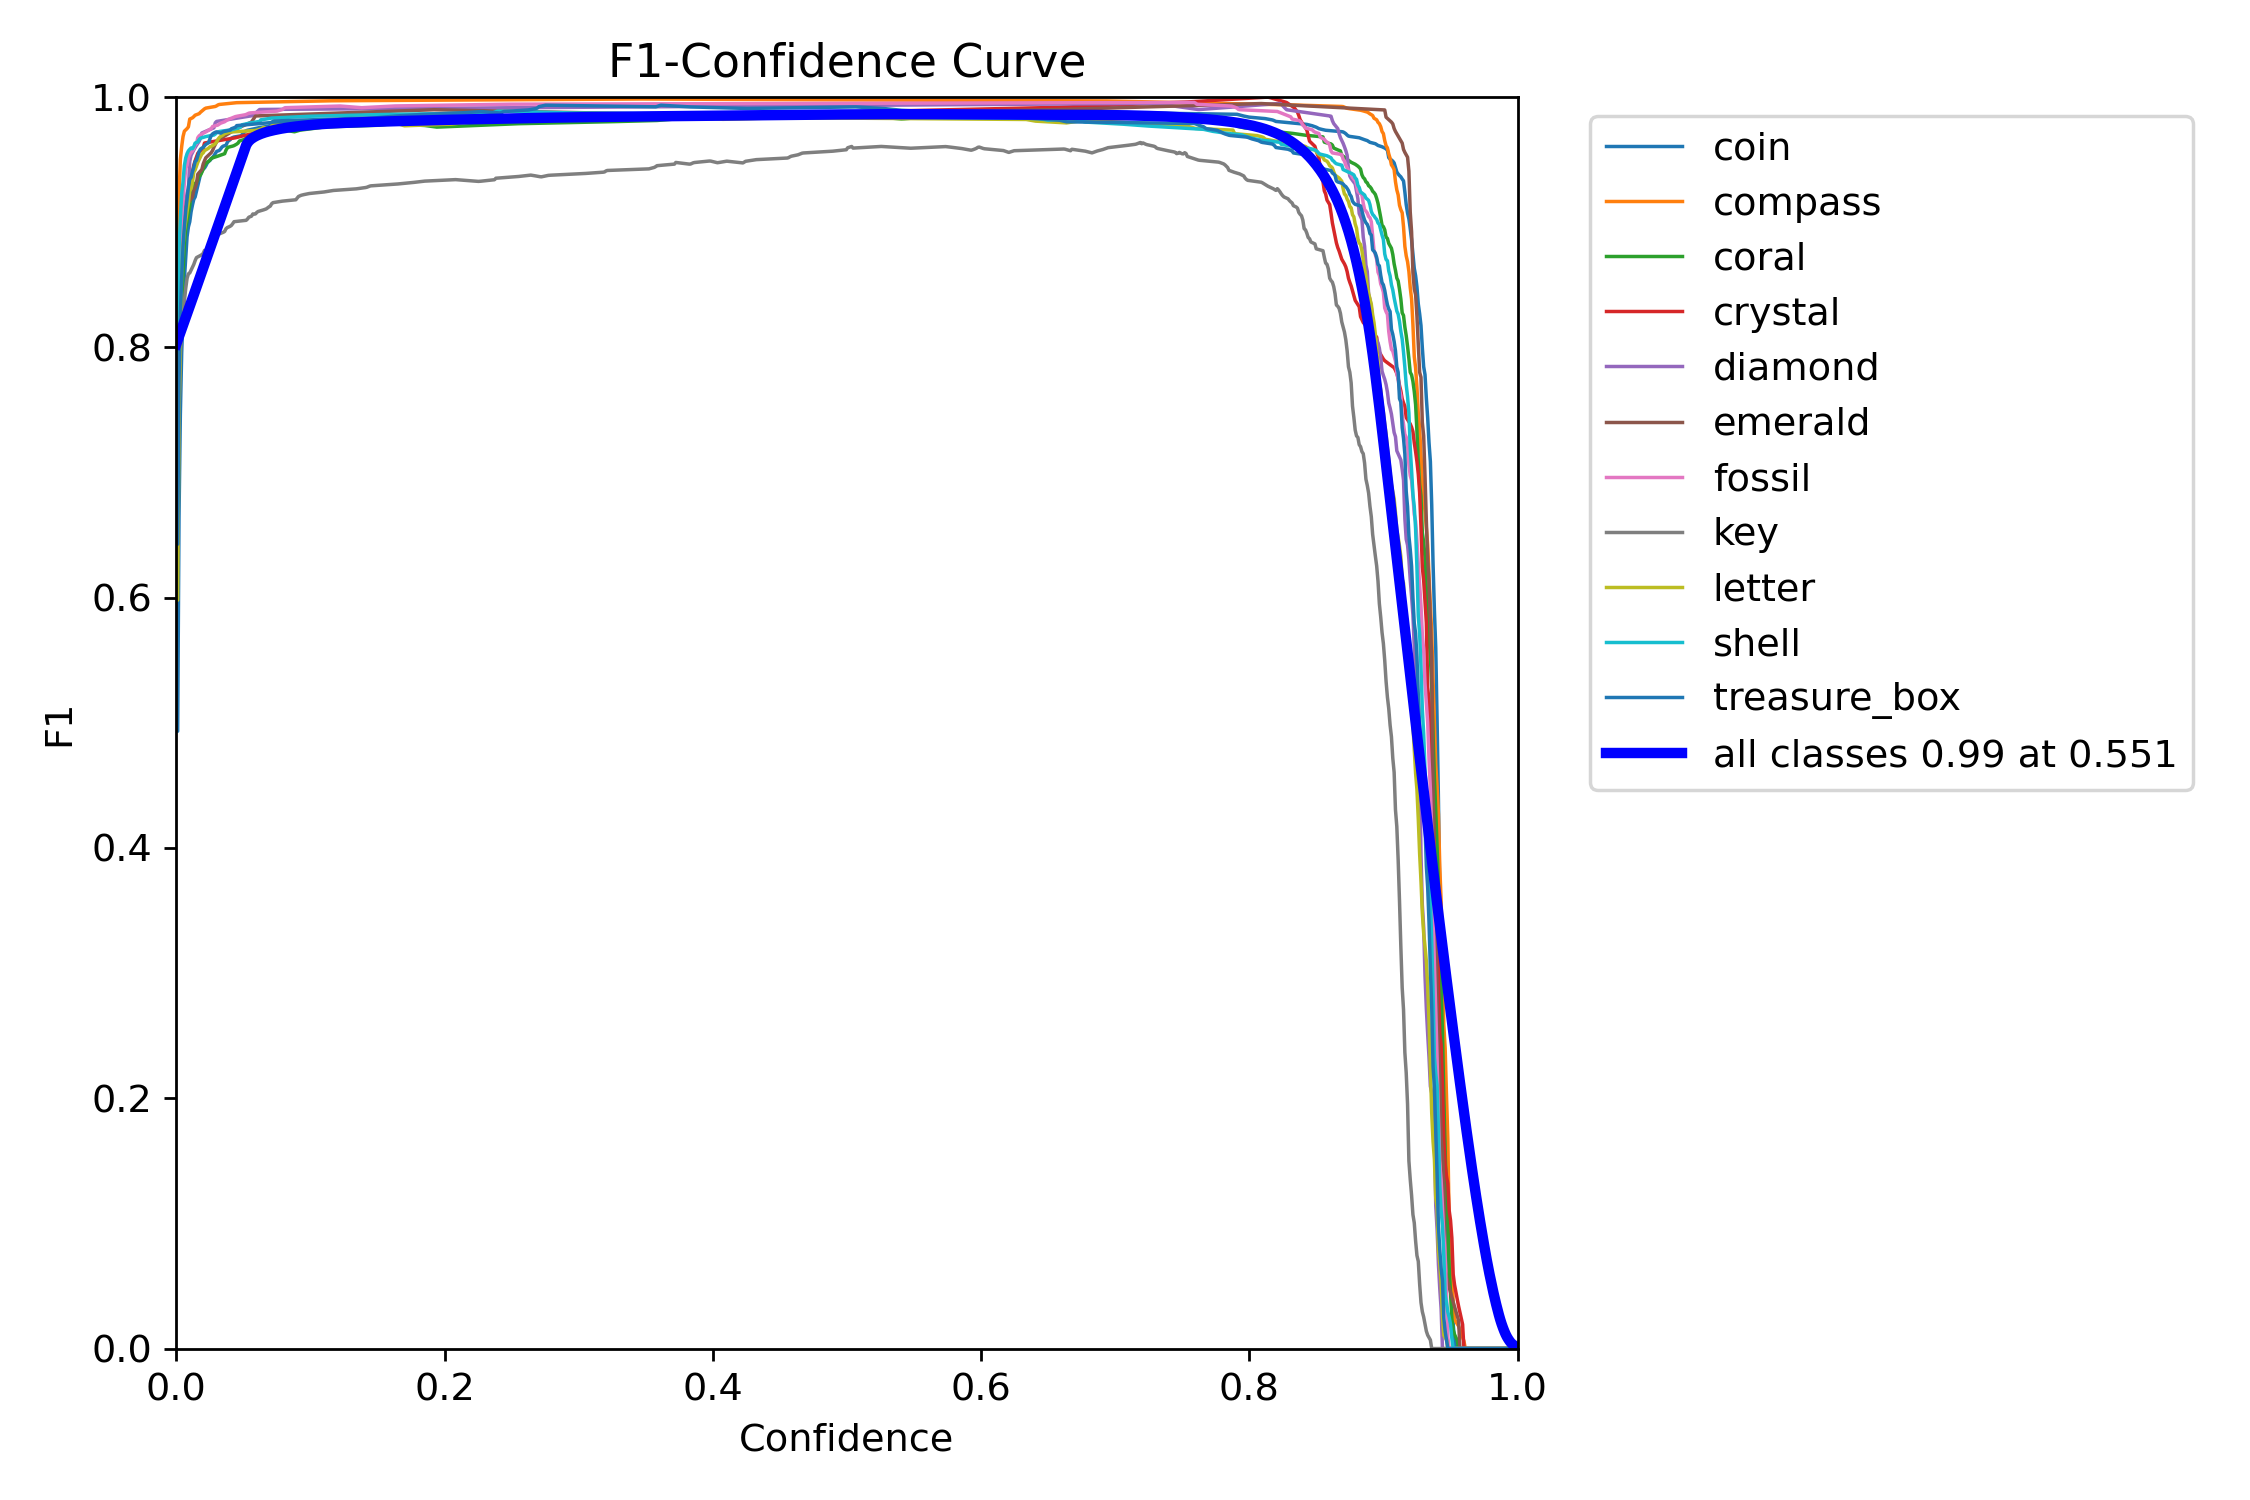 F1-Confidence Curve
1.0
0.8
0.6
0.4
0.2
0.0
F1
0.0 0.2 0.4 0.6 0.8 1.0
Confidence
coin
compass
coral
crystal
diamond
emerald
fossil
key
letter
shell
treasure_box
all classes 0.99 at 0.551